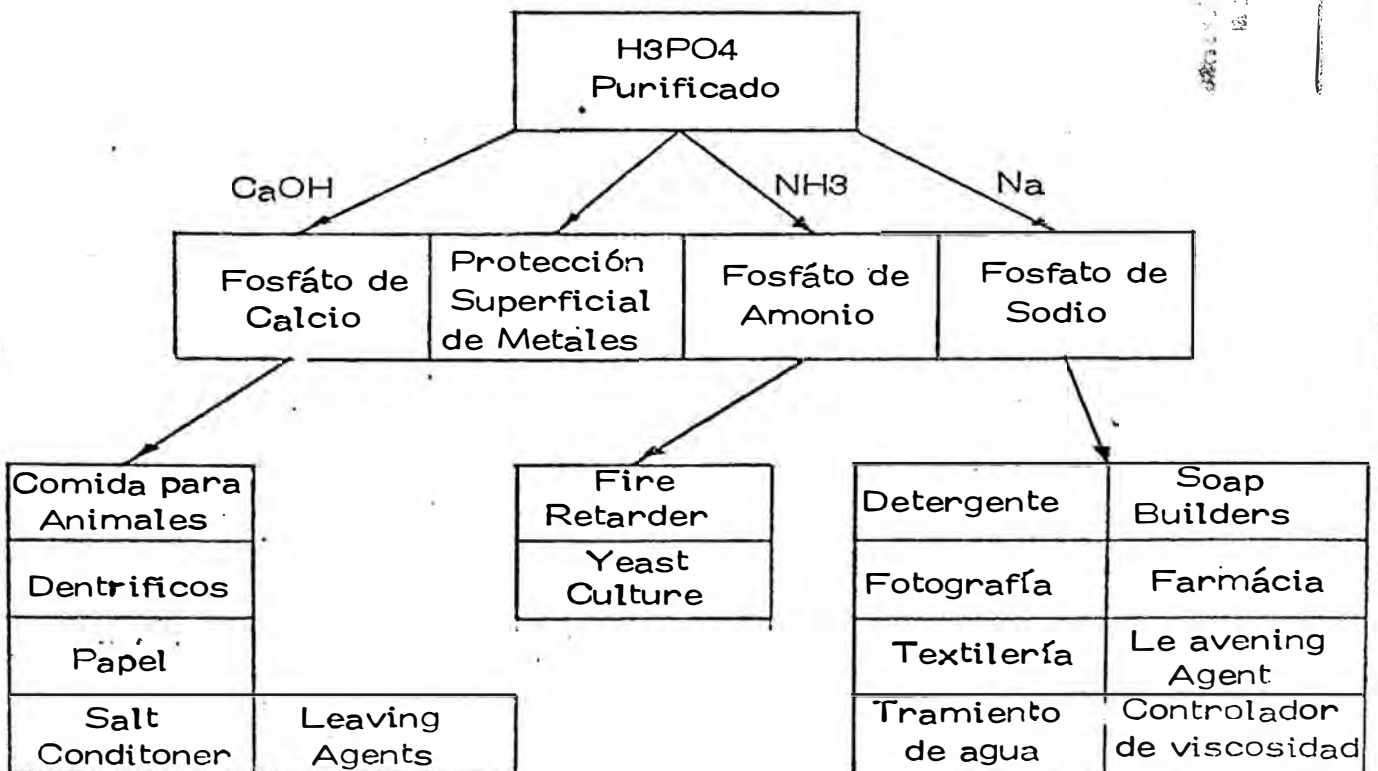 H3PO4
Purificado
CaOH
NH3
Na
Fosfáto de
Calcio
Protección
Superficial
de Metales
Fosfáto de
Amonio
Fosfato de
Sodio
Comida para
Animales
Dentrificos
Papel
Salt
Conditoner
Leaving
Agents
Fire
Retarder
Yeast
Culture
Detergente
Soap
Builders
Fotografía
Farmácia
Textilería
Le avening
Agent
Tramiento
de agua
Controlador
de viscosidad